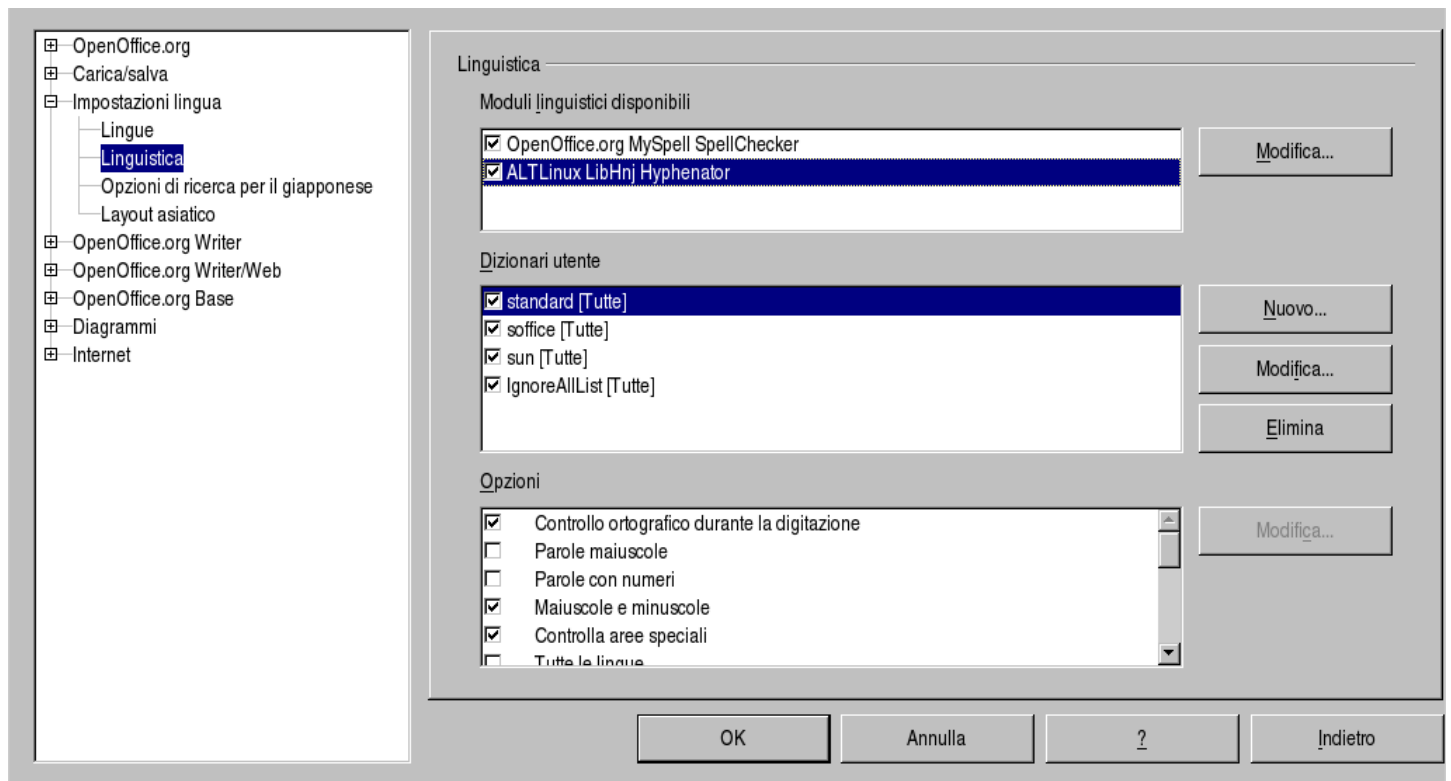 OpenOffice.org
Carica/salva
Impostazioni lingua
Lingue
Linguistica
Opzioni di ricerca per il giapponese
Layout asiatico
OpenOffice.org Writer
OpenOffice.org Writer/Web
OpenOffice.org Base
Diagrammi
Internet
Linguistica
Moduli linguistici disponibili
OpenOffice.org MySpell SpellChecker
ALTLinux LibHnj Hyphenator
Modifica...
Dizionari utente
standard [Tutte]
soffice [Tutte]
sun [Tutte]
IgnoreAllList [Tutte]
Nuovo...
Modifica...
Elimina
Opzioni
Controllo ortografico durante la digitazione
Parole maiuscole
Parole con numeri
Maiuscole e minuscole
Controlla aree speciali
Tutte le lingue
Modifica...
OK
Annulla
?
Indietro